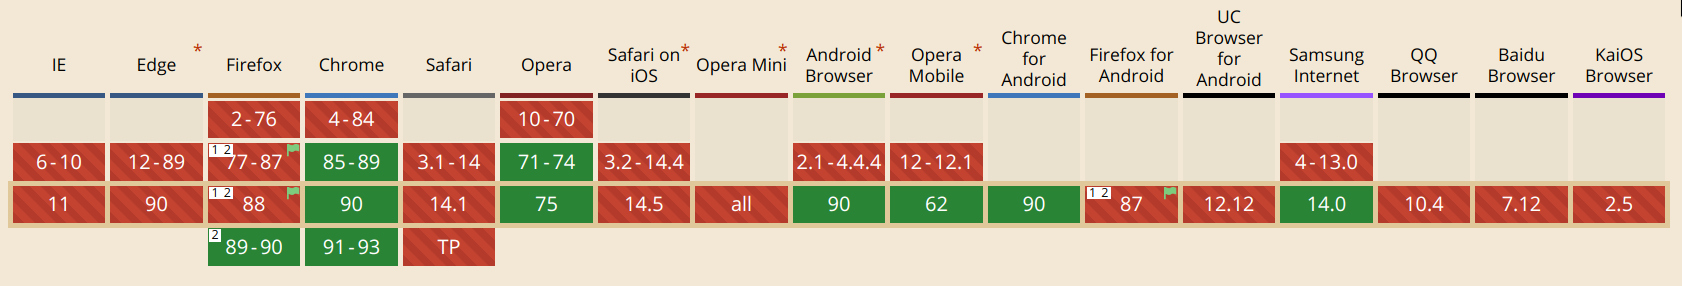 IE
Edge *
Firefox
Chrome
Safari
Opera
Safari on *
iOS
Opera Mini *
Android *
Browser
Opera *
Mobile
Chrome
for
Android
Firefox for
Android
UC
Browser
for
Android
Samsung
Internet
QQ
Browser
Baidu
Browser
KaiOS
Browser
2-76 4-84 10-70
6-10 12-89 1 2 77-87 85-89 3.1-14 71-74 3.2-14.4 2.1-4.4.4 12-12.1 4-13.0
11 90 1 2 88 90 14.1 75 14.5 all 90 62 90 1 2 87 12.12 14.0 10.4 7.12 2.5
2 89-90 91-93 TP